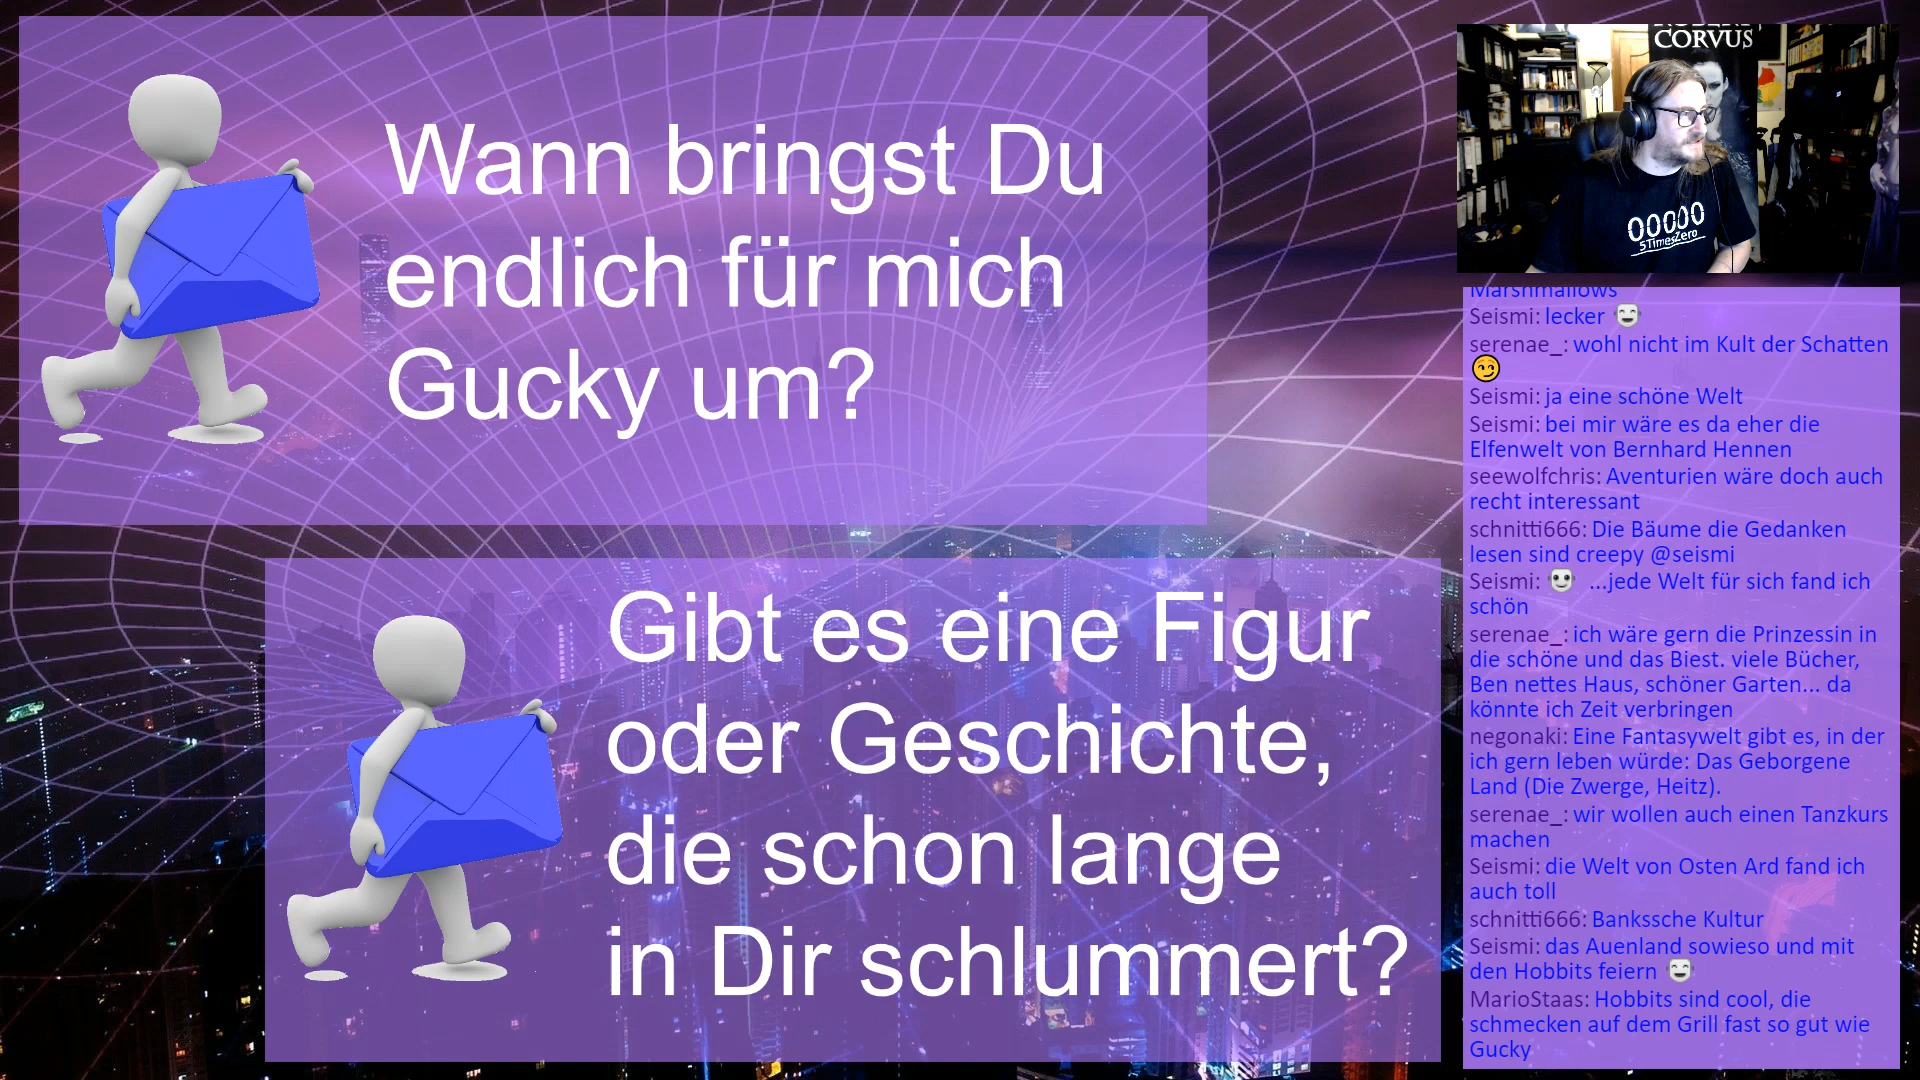 Wann bringst Du
endlich für mich
Gucky um?
Gibt es eine Figur
oder Geschichte,
die schon lange
in Dir schlummert?
CORVUS
00000
5TimesZero
Marshmallows
Seismi: lecker
serenae_: wohl nicht im Kult der Schatten
Seismi: ja eine schöne Welt
Seismi: bei mir wäre es da eher die
Elfenwelt von Bernhard Hennen
seewolfchris: Aventurien wäre doch auch
recht interessant
schnitti666: Die Bäume die Gedanken
lesen sind creepy @seismi
Seismi: ...jede Welt für sich fand ich
schön
serenae_: ich wäre gern die Prinzessin in
die schöne und das Biest. viele Bücher,
Ben nettes Haus, schöner Garten... da
könnte ich Zeit verbringen
negonaki: Eine Fantasywelt gibt es, in der
ich gern leben würde: Das Geborgene
Land (Die Zwerge, Heitz).
serenae_: wir wollen auch einen Tanzkurs
machen
Seismi: die Welt von Osten Ard fand ich
auch toll
schnitti666: Bankssche Kultur
Seismi: das Auenland sowieso und mit
den Hobbits feiern
MarioStaas: Hobbits sind cool, die
schmecken auf dem Grill fast so gut wie
Gucky